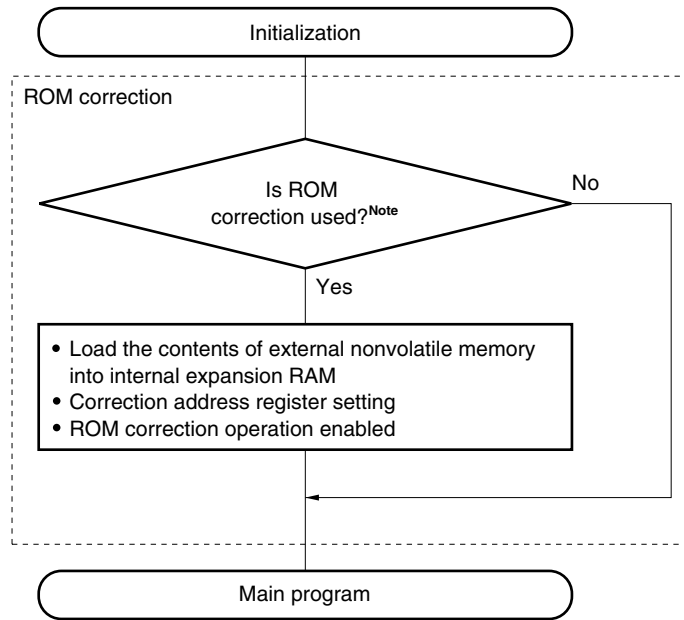 Initialization
ROM correction
Is ROM
correction used?Note
No
Yes
• Load the contents of external nonvolatile memory
into internal expansion RAM
• Correction address register setting
• ROM correction operation enabled
Main program